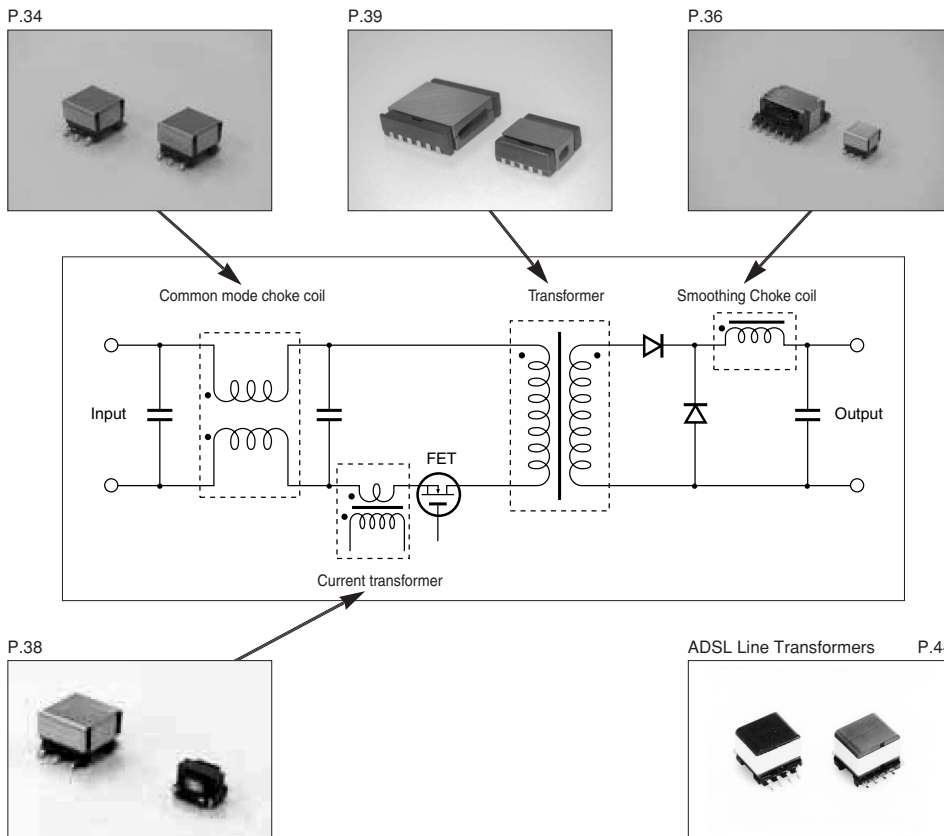 P.34
P.39
P.36
Common mode choke coil
Transformer
Smoothing Choke coil
Input
FET
Output
Current transformer
P.38
ADSL Line Transformers P.44